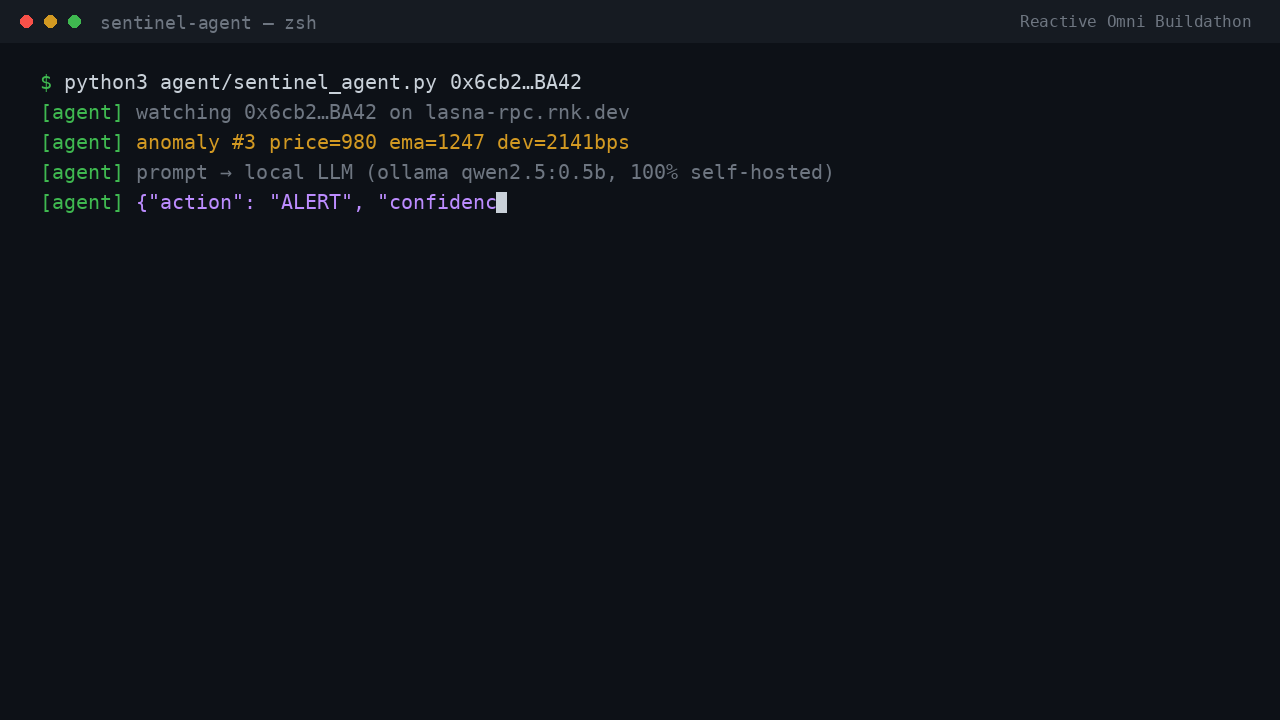 sentinel-agent — zsh
Reactive Omni Buildathon
$ python3 agent/sentinel_agent.py 0x6cb2…BA42
[agent] watching 0x6cb2…BA42 on lasna-rpc.rnk.dev
[agent] anomaly #3 price=980 ema=1247 dev=2141bps
[agent] prompt → local LLM (ollama qwen2.5:0.5b, 100% self-hosted)
[agent] {"action": "ALERT", "confidenc